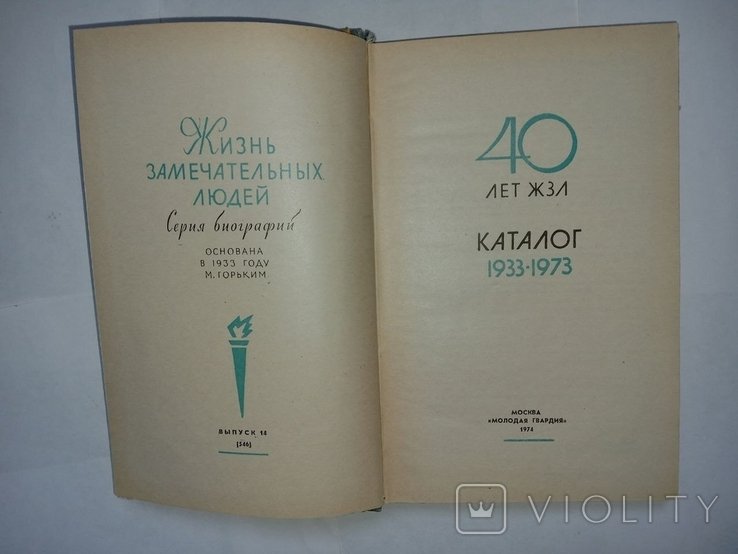 Жизнь
ЗАМЕЧАТЕЛЬНЫХ
ЛЮДЕЙ
Серия биографий
ОСНОВАНА
В 1933 ГОДУ
М. ГОРЬКИМ
ВЫПУСК 14
(546)
40
ЛЕТ ЖЗЛ
КАТАЛОГ
1933-1973
МОСКВА
«МОЛОДАЯ ГВАРДИЯ»
1974
VIOLITY